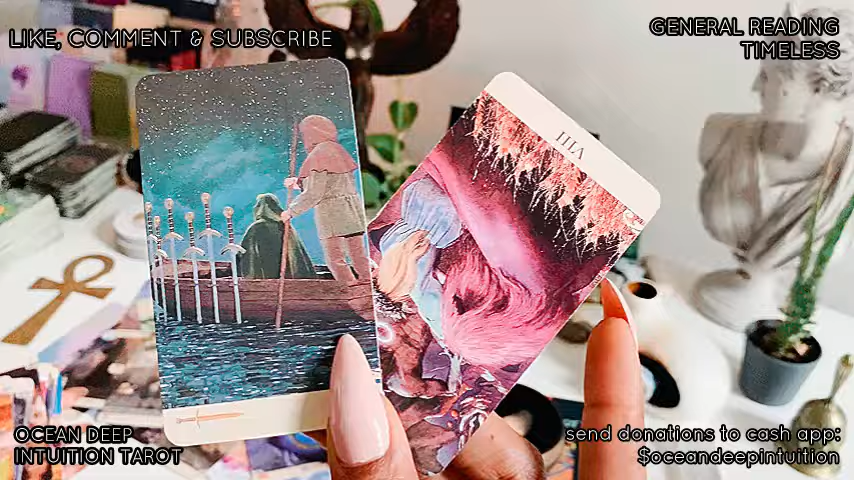 LIKE, COMMENT & SUBSCRIBE
GENERAL READING
TIMELESS
VIII
OCEAN DEEP
INTUITION TAROT
send donations to cash app:
$oceandeepintuition